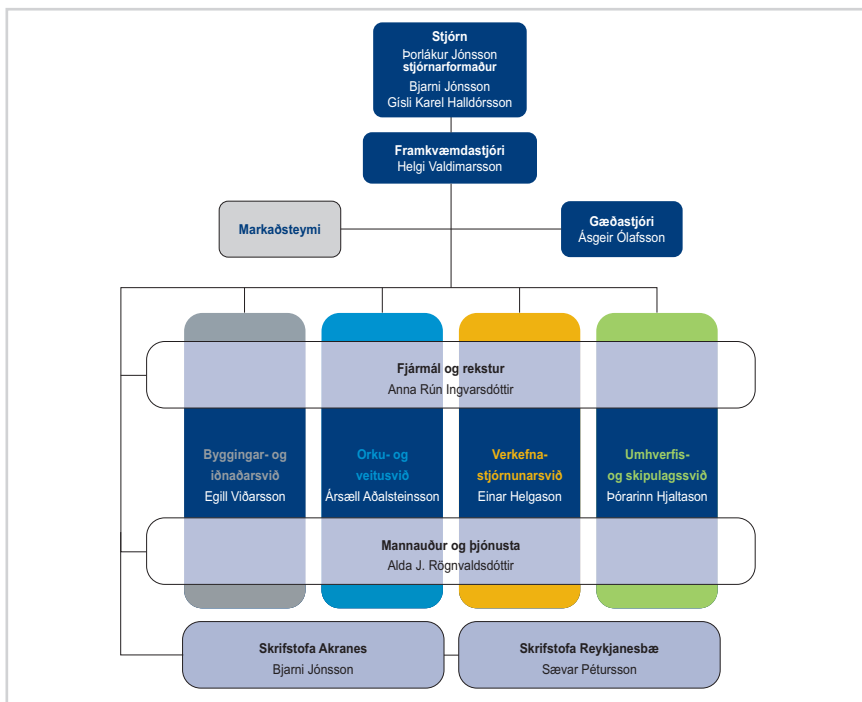 Stjórn
Þorlákur Jónsson
stjórnarformaður
Bjarni Jónsson
Gísli Karel Halldórsson
Framkvæmdastjóri
Helgi Valdimarsson
Markaðsteymi
Gæðastjóri
Ásgeir Ólafsson
Fjármál og rekstur
Anna Rún Ingvarsdóttir
Byggingar- og
iðnaðarsvið
Egill Viðarsson
Orku- og
veitusvið
Ársæll Aðalsteinsson
Verkefna-
stjórnunarsvið
Einar Helgason
Umhverfis-
og skipulagssvið
Þórarinn Hjaltason
Mannauður og þjónusta
Alda J. Rögnvaldsdóttir
Skrifstofa Akranes
Bjarni Jónsson
Skrifstofa Reykjanesbæ
Sævar Pétursson